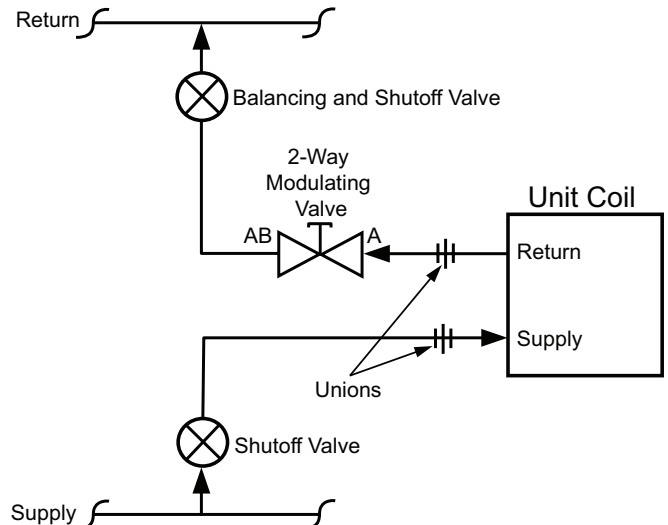 Return
Balancing and Shutoff Valve
2-Way
Modulating
Valve
Unit Coil
AB
A
Return
Supply
Unions
Shutoff Valve
Supply